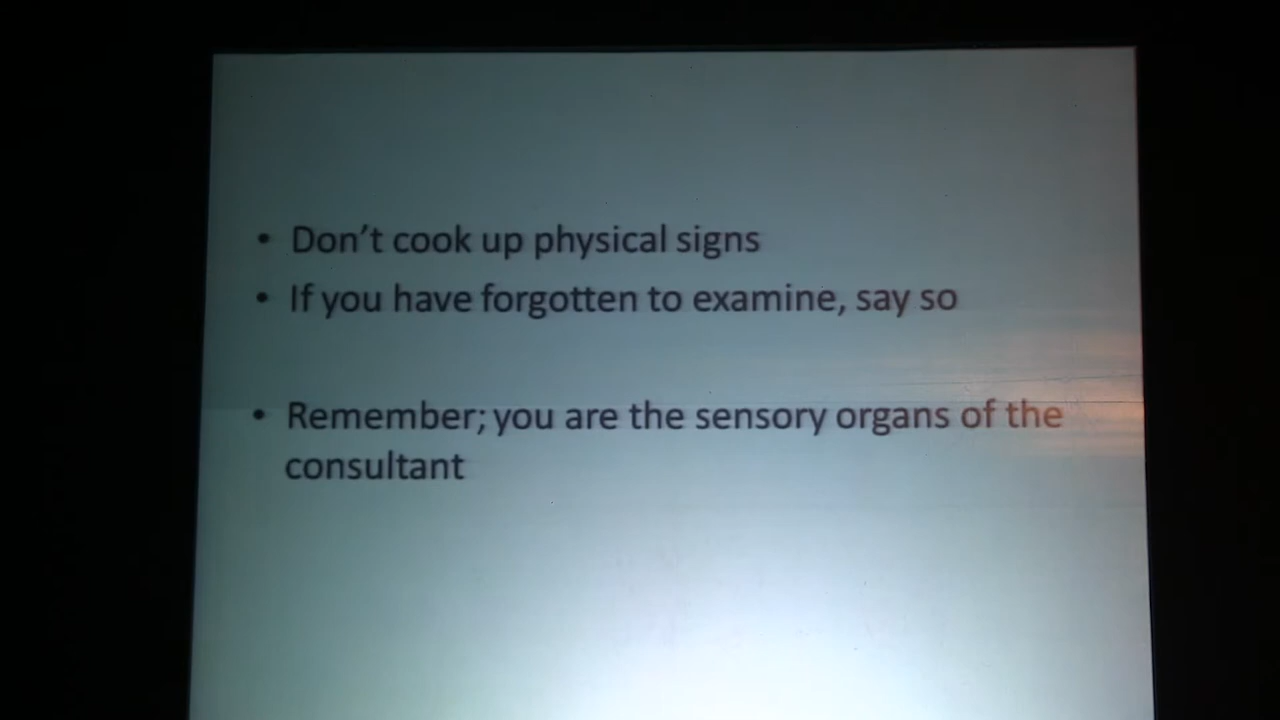 • Don't cook up physical signs
• If you have forgotten to examine, say so
• Remember; you are the sensory organs of the
consultant